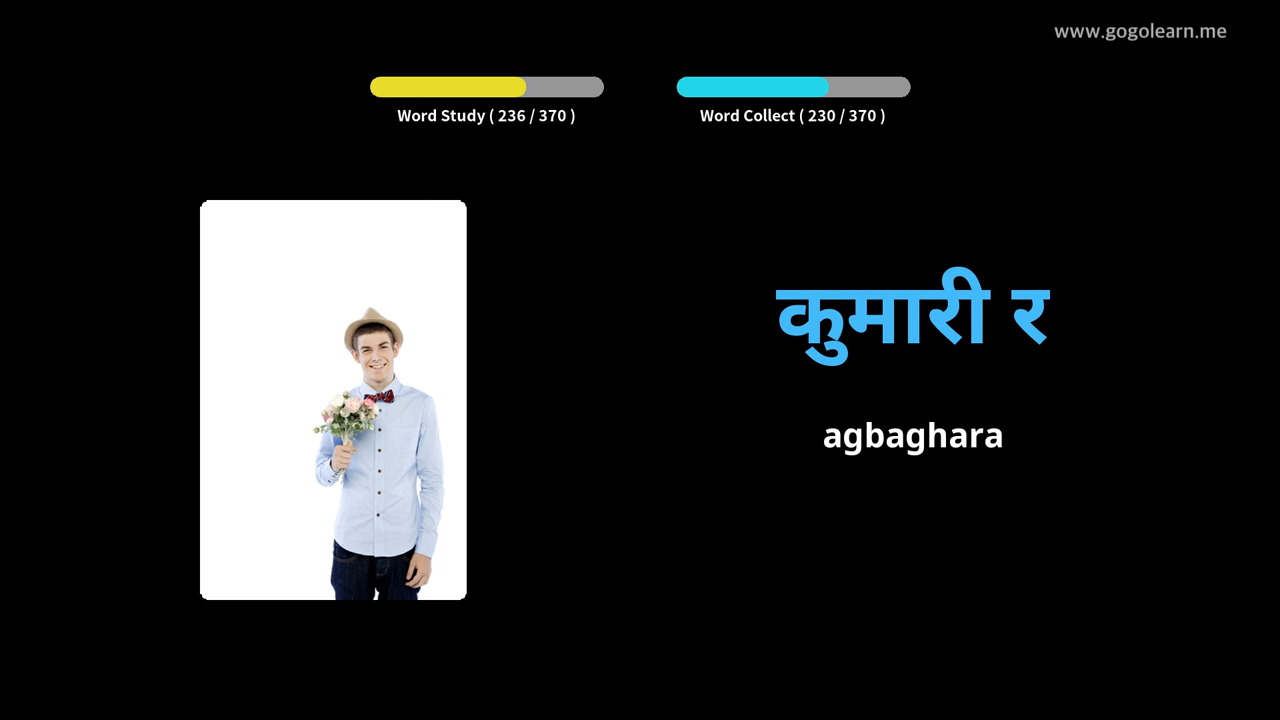 www.gogolearn.me
Word Study ( 236 / 370 )
Word Collect ( 230 / 370 )
कुमारी र
agbaghara